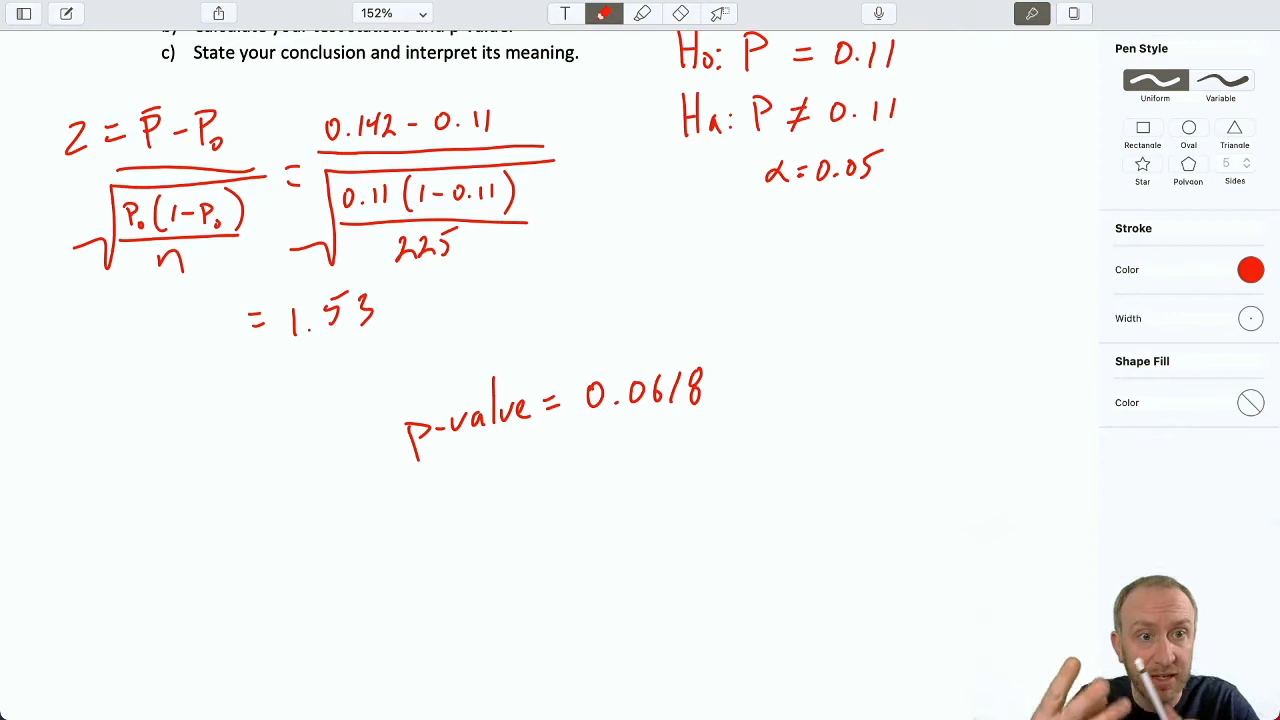 152%
T
Pen Style
c) State your conclusion and interpret its meaning.
Uniform Variable
Rectangle Oval Triangle
5
Star Polygon Sides
Stroke
Color
Width
Shape Fill
Color
Ho: P = 0.11
Ha: P ≠ 0.11
α = 0.05
Z = P̄ - P₀ / √(P₀(1-P₀)/n) = 0.142 - 0.11 / √(0.11(1-0.11)/225)
= 1.53
p-value = 0.0618